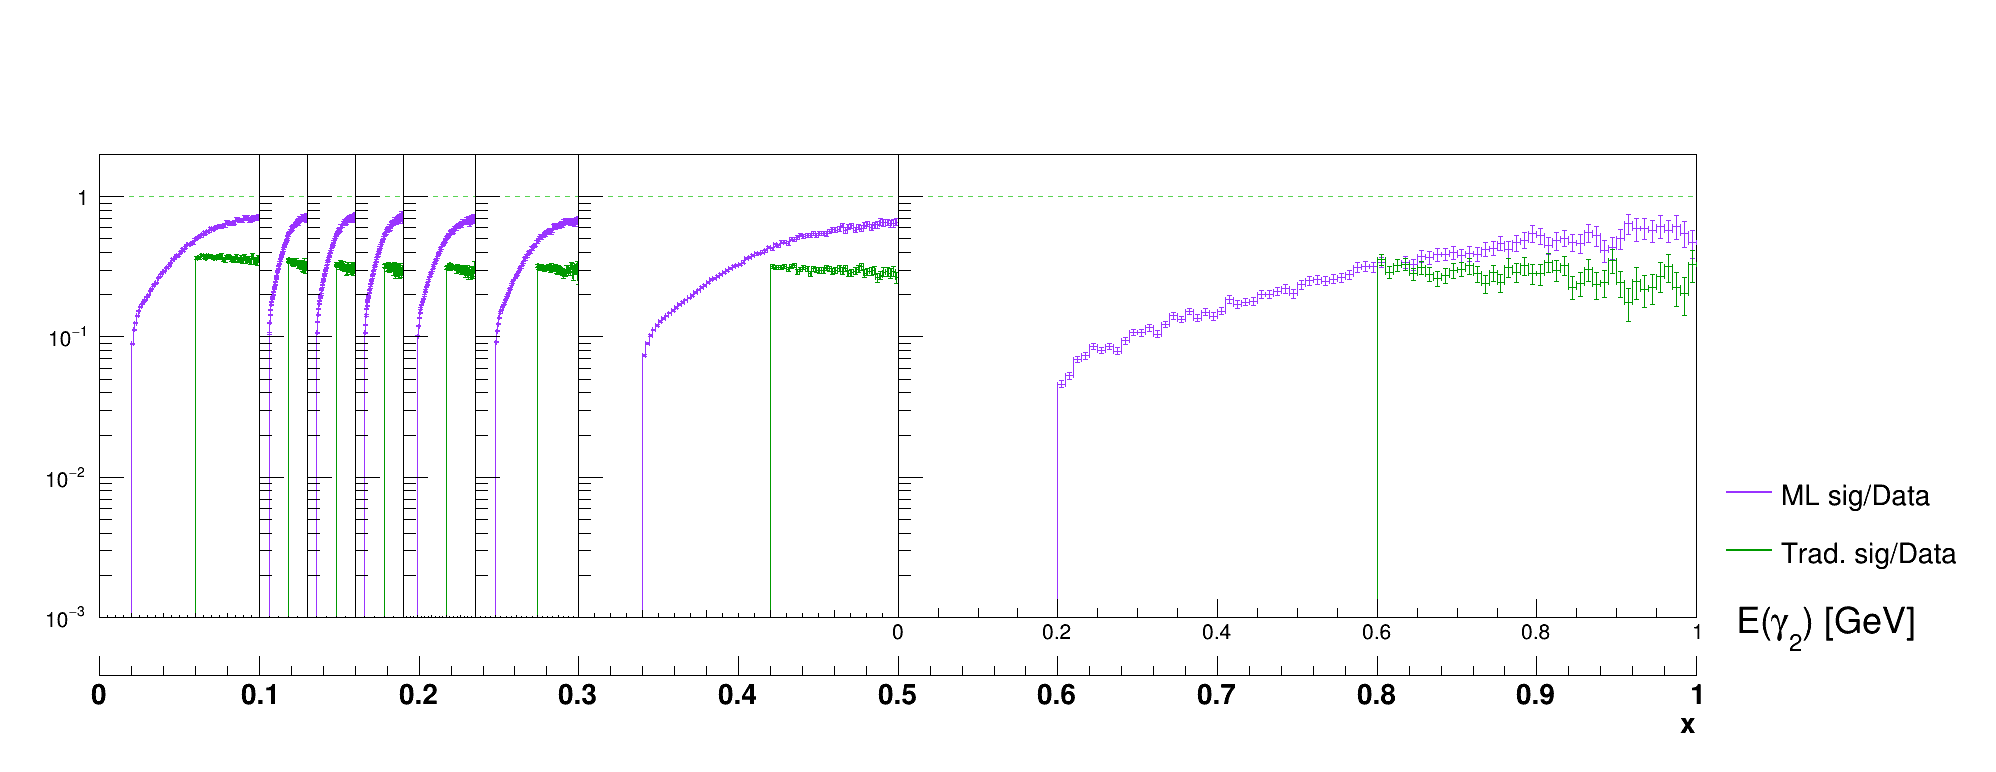 1
10⁻¹
10⁻²
10⁻³
0 0.2 0.4 0.6 0.8 1
ML sig/Data
Trad. sig/Data
E(γ₂) [GeV]
0 0.1 0.2 0.3 0.4 0.5 0.6 0.7 0.8 0.9 1
x